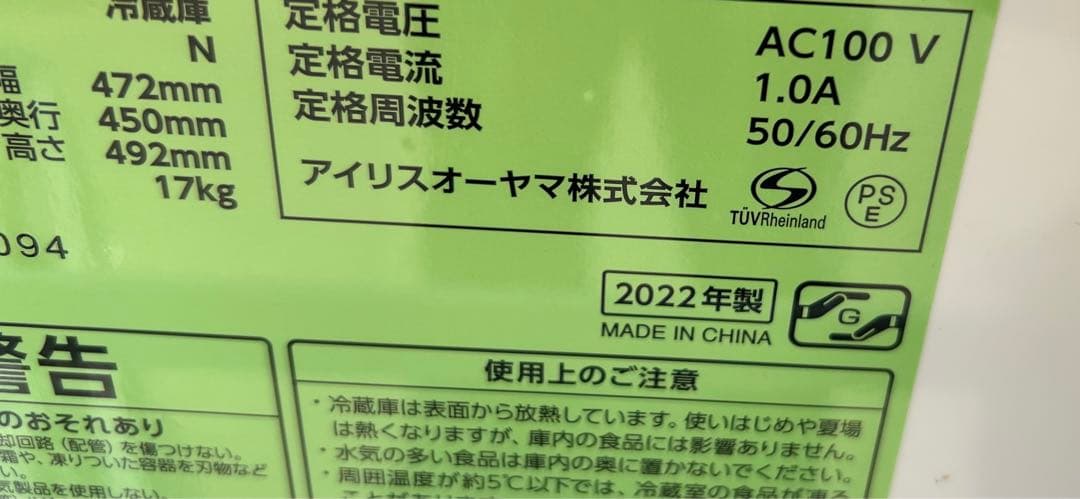 冷蔵庫
N
幅 472mm
奥行 450mm
高さ 492mm
17kg
094
定格電圧 AC100 V
定格電流 1.0A
定格周波数 50/60Hz
アイリスオーヤマ株式会社
TÜVRheinland
PS
E
2022年製
MADE IN CHINA
G
警告
のおそれあり
却回路(配管)を傷つけない。
霜や、凍りついた容器を刃物など
い。
気製品を使用しない。
使用上のご注意
・冷蔵庫は表面から放熱しています。使いはじめや夏場
は熱くなりますが、庫内の食品には影響ありません。
・水気の多い食品は庫内の奥に置かないでください。
・周囲温度が約5℃以下では、冷蔵室の食品が凍る